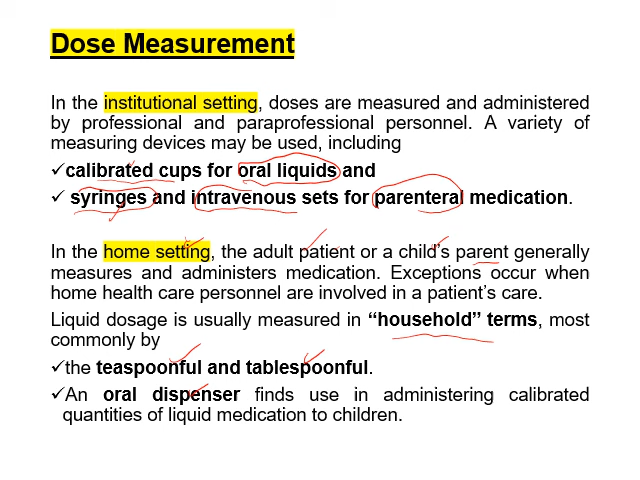 Dose Measurement
In the institutional setting, doses are measured and administered
by professional and paraprofessional personnel. A variety of
measuring devices may be used, including
✓calibrated cups for oral liquids and
✓ syringes and intravenous sets for parenteral medication.
In the home setting, the adult patient or a child's parent generally
measures and administers medication. Exceptions occur when
home health care personnel are involved in a patient's care.
Liquid dosage is usually measured in “household” terms, most
commonly by
✓the teaspoonful and tablespoonful.
✓An oral dispenser finds use in administering calibrated
quantities of liquid medication to children.